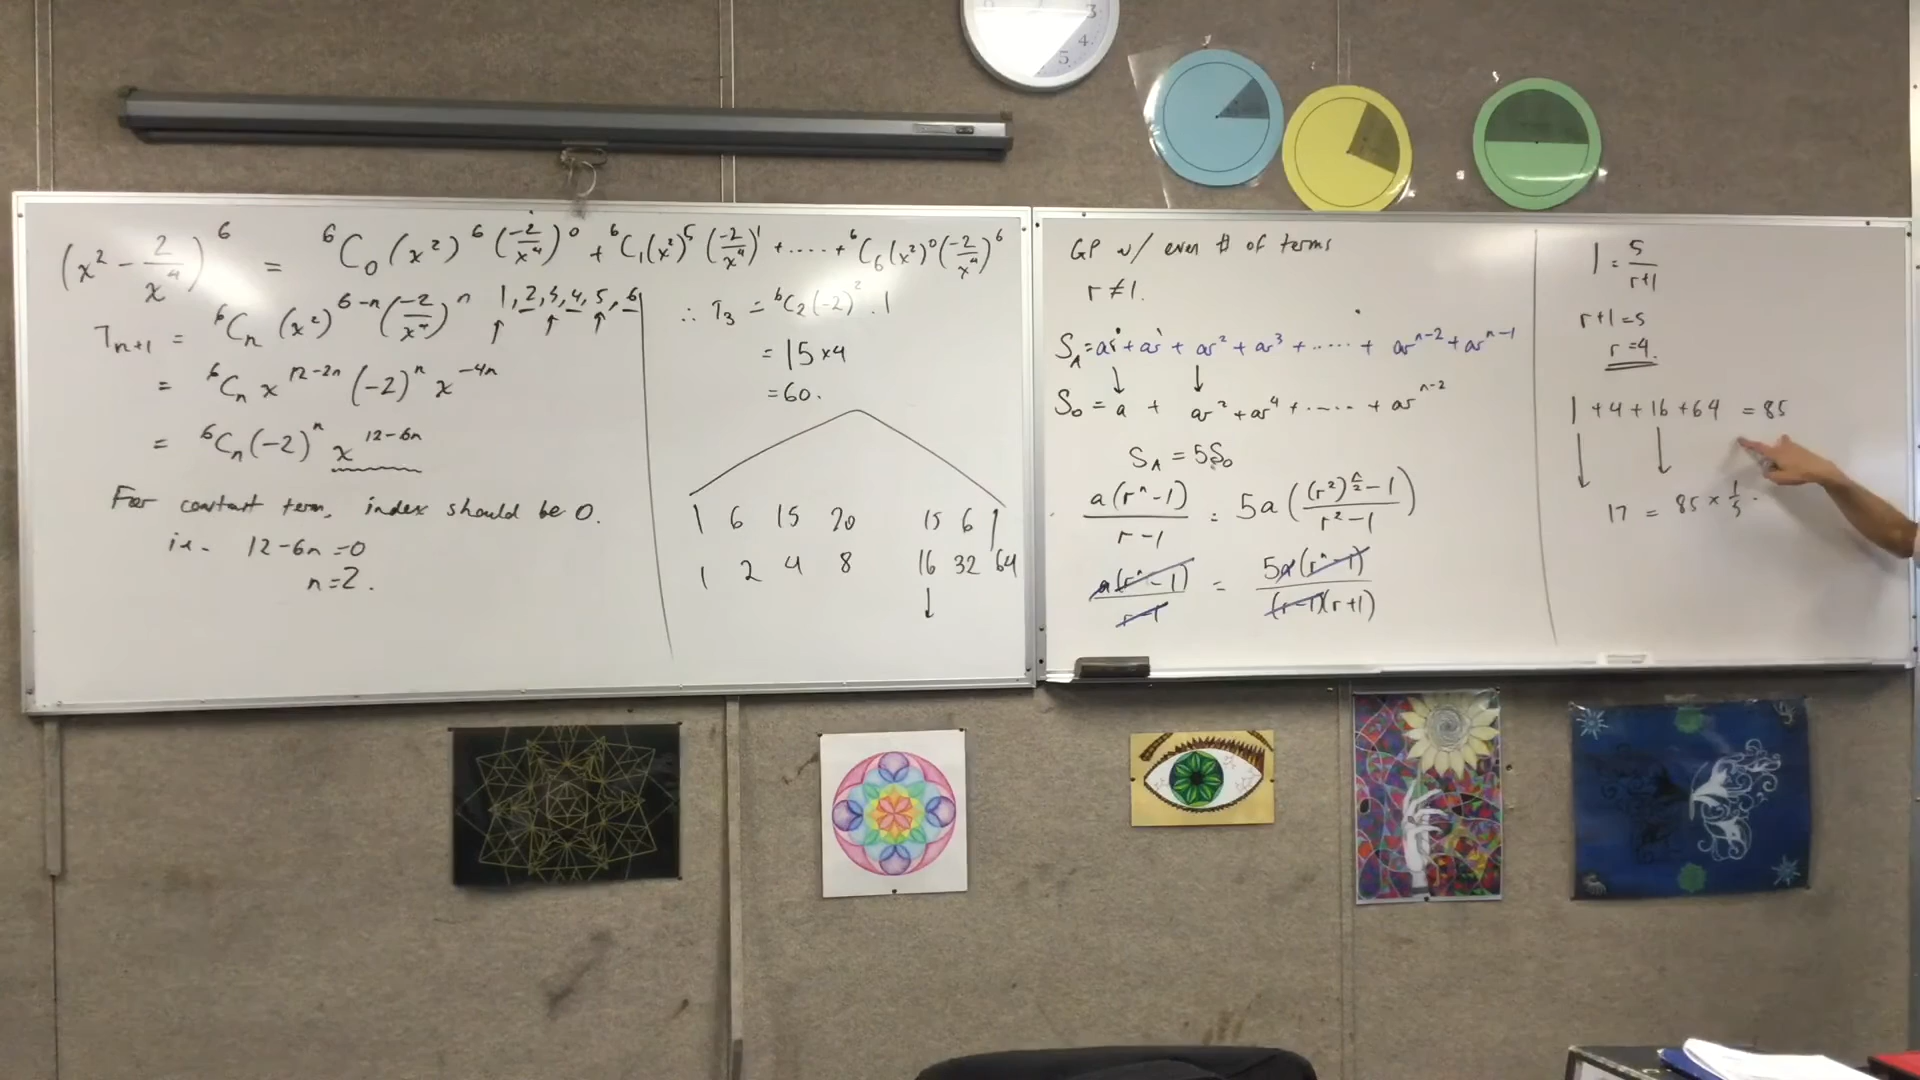 (x² - 2/x⁴)⁶ = ⁶C₀(x²)⁶(-2/x⁴)⁰ + ⁶C₁(x²)⁵(-2/x⁴)¹ + ..... + ⁶C₆(x²)⁰(-2/x⁴)⁶
Tₙ₊₁ = ⁶Cₙ(x²)⁶⁻ⁿ(-2/x⁴)ⁿ 1, 2, 3, 4, 5, 6
= ⁶Cₙ x¹²⁻²ⁿ (-2)ⁿ x⁻⁴ⁿ
= ⁶Cₙ(-2)ⁿ x¹²⁻⁶ⁿ
For constant term, index should be 0.
i.e. 12-6n=0
n=2.
∴ T₃ = ⁶C₂(-2)².1
= 15×4
= 60.
1 6 15 20 15 6 1
1 2 4 8 16 32 64
GP w/ even # of terms
r≠1.
S_A = ar⁰ + ar¹ + ar² + ar³ + ..... + arⁿ⁻² + arⁿ⁻¹
S₀ = a + ar² + ar⁴ + ..... + arⁿ⁻²
S_A = 5S₀
a(rⁿ-1)/(r-1) = 5a(((r²)^(n/2)-1)/(r²-1))
a(rⁿ-1)/(r-1) = 5a(rⁿ-1)/((r-1)(r+1))
1 = 5/(r+1)
r+1=5
r=4.
1 + 4 + 16 + 64 = 85
17 = 85 × 1/5.
3
4
5